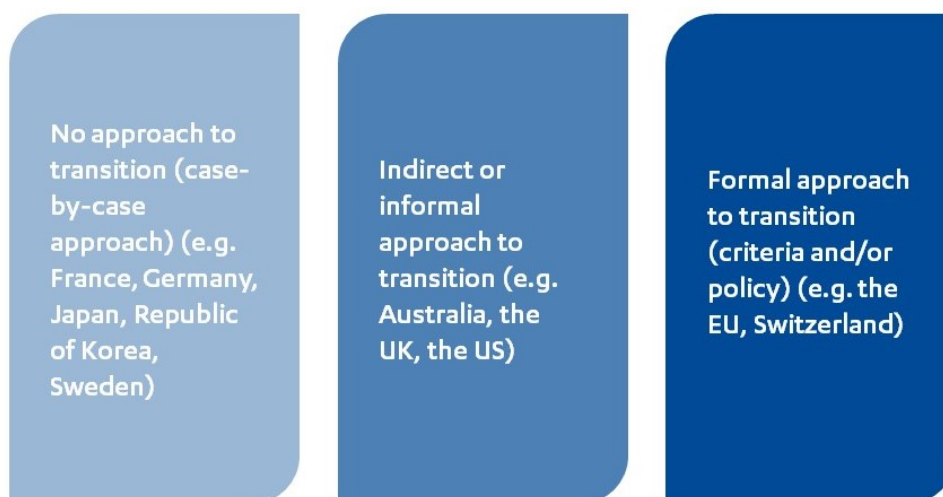 No approach to
transition (case-
by-case
approach) (e.g.
France, Germany,
Japan, Republic
of Korea,
Sweden)
Indirect or
informal
approach to
transition (e.g.
Australia, the
UK, the US)
Formal approach
to transition
(criteria and/or
policy) (e.g. the
EU, Switzerland)